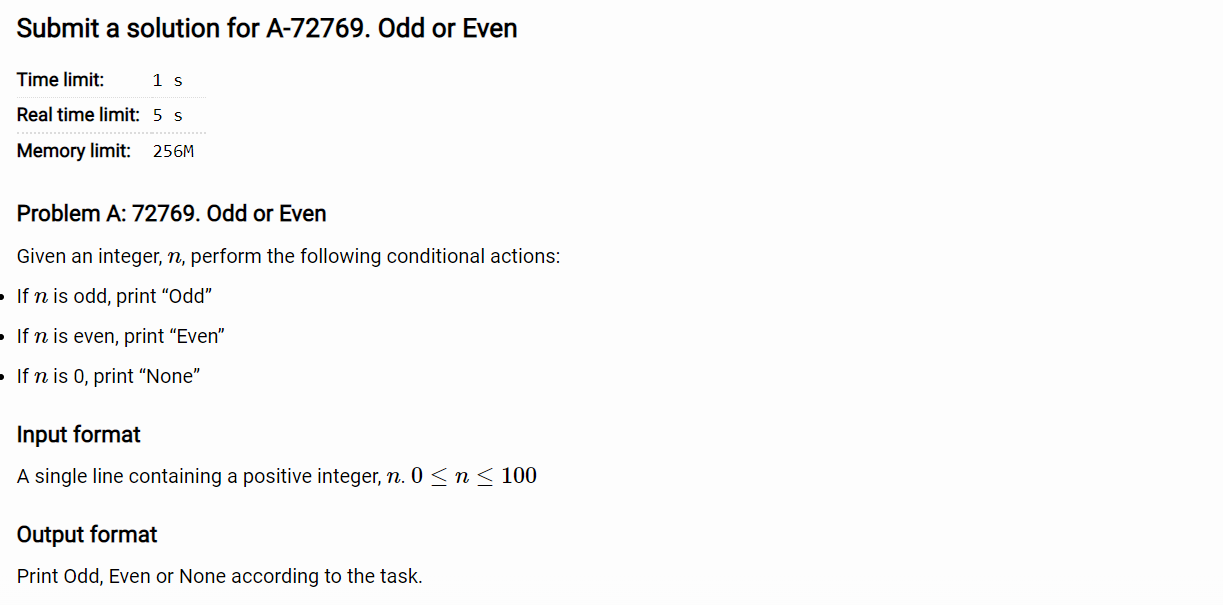 Submit a solution for A-72769. Odd or Even
Time limit: 1 s
Real time limit: 5 s
Memory limit: 256M
Problem A: 72769. Odd or Even
Given an integer, n, perform the following conditional actions:
• If n is odd, print “Odd”
• If n is even, print “Even”
• If n is 0, print “None”
Input format
A single line containing a positive integer, n. 0 ≤ n ≤ 100
Output format
Print Odd, Even or None according to the task.